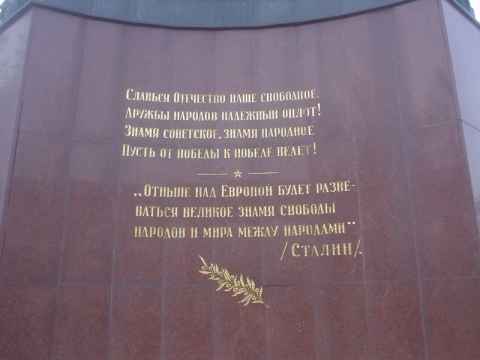 Славься Отечество наше свободное.
Дружбы народов надежный оплот!
Знамя советское, знамя народное
Пусть от победы к победе ведет!
„Отныне над Европой будет разве-
ваться великое знамя свободы
народов и мира между народами"
/Сталин/.